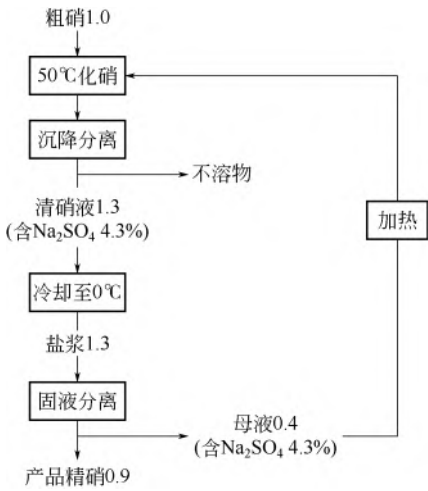 粗硝1.0
50℃化硝
沉降分离
不溶物
清硝液1.3
(含Na₂SO₄ 4.3%)
加热
冷却至0℃
盐浆1.3
固液分离
母液0.4
(含Na₂SO₄ 4.3%)
产品精硝0.9